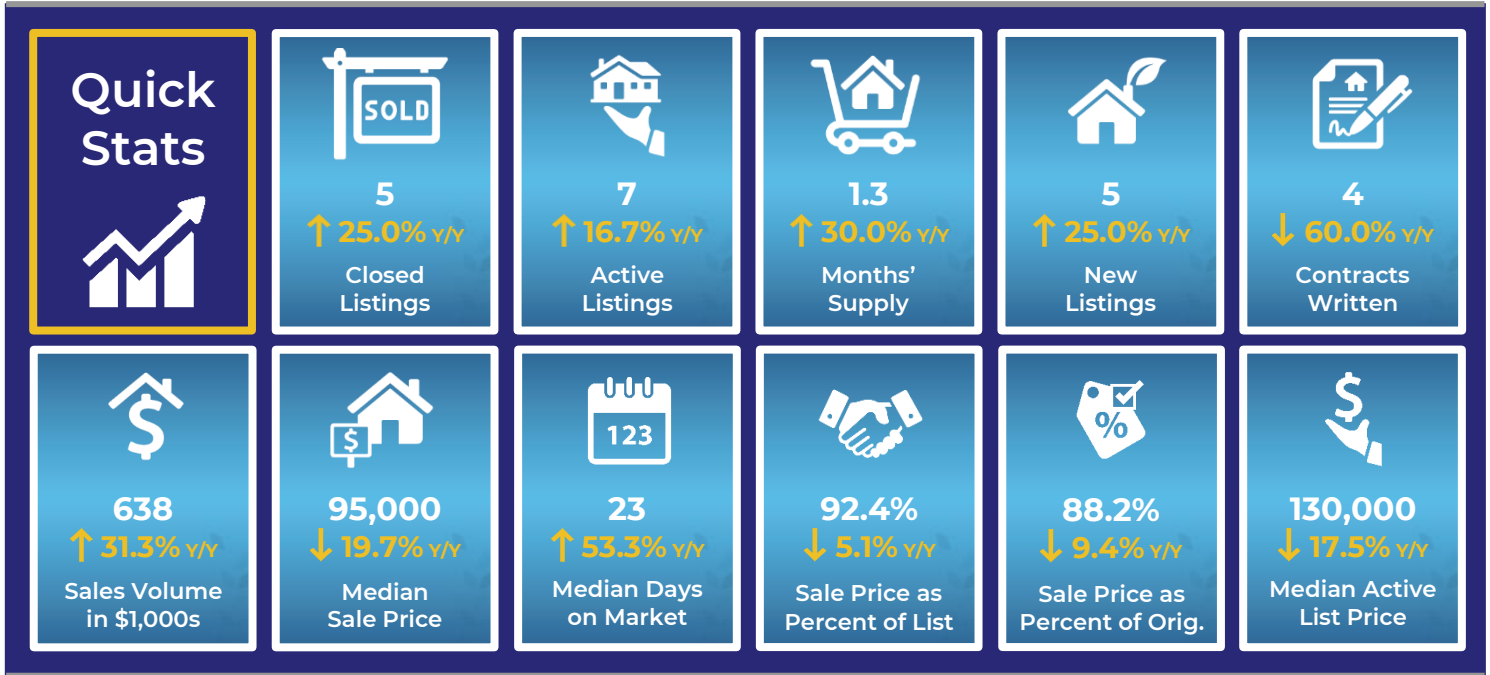 Quick
Stats
SOLD
5
↑ 25.0% Y/Y
Closed
Listings
7
↑ 16.7% Y/Y
Active
Listings
1.3
↑ 30.0% Y/Y
Months’
Supply
5
↑ 25.0% Y/Y
New
Listings
4
↓ 60.0% Y/Y
Contracts
Written
$
638
↑ 31.3% Y/Y
Sales Volume
in $1,000s
$
95,000
↓ 19.7% Y/Y
Median
Sale Price
123
23
↑ 53.3% Y/Y
Median Days
on Market
92.4%
↓ 5.1% Y/Y
Sale Price as
Percent of List
%
88.2%
↓ 9.4% Y/Y
Sale Price as
Percent of Orig.
$
130,000
↓ 17.5% Y/Y
Median Active
List Price